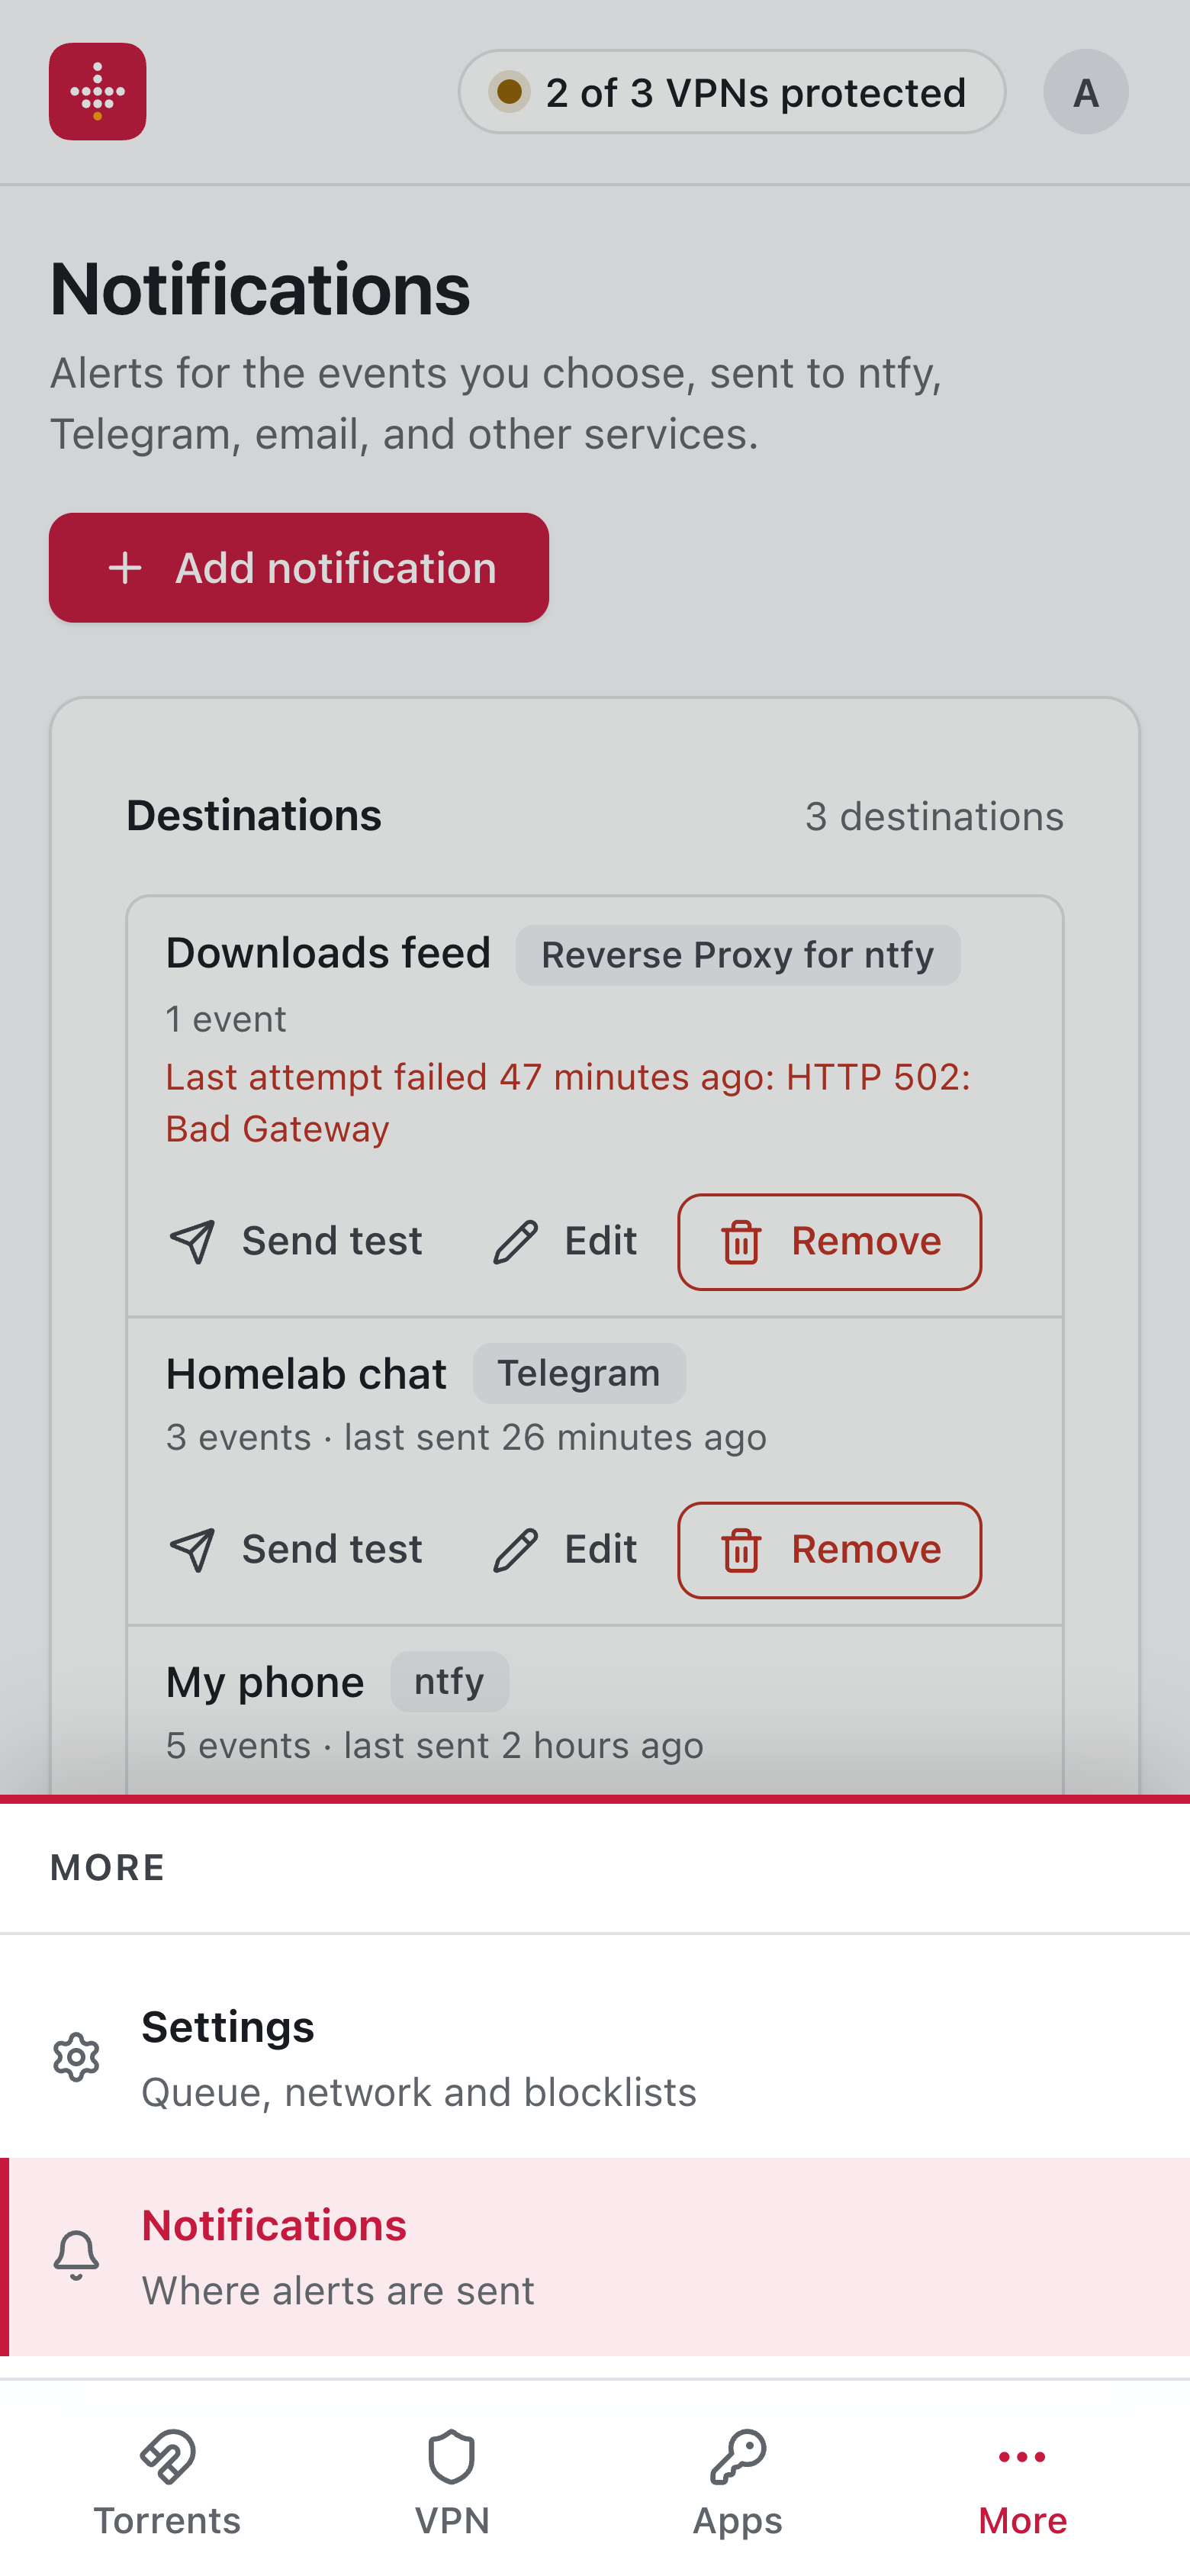 2 of 3 VPNs protected
A
Notifications
Alerts for the events you choose, sent to ntfy,
Telegram, email, and other services.
Add notification
Destinations
3 destinations
Downloads feed
Reverse Proxy for ntfy
1 event
Last attempt failed 47 minutes ago: HTTP 502:
Bad Gateway
Send test
Edit
Remove
Homelab chat
Telegram
3 events · last sent 26 minutes ago
Send test
Edit
Remove
My phone
ntfy
5 events · last sent 2 hours ago
MORE
Settings
Queue, network and blocklists
Notifications
Where alerts are sent
Torrents
VPN
Apps
More